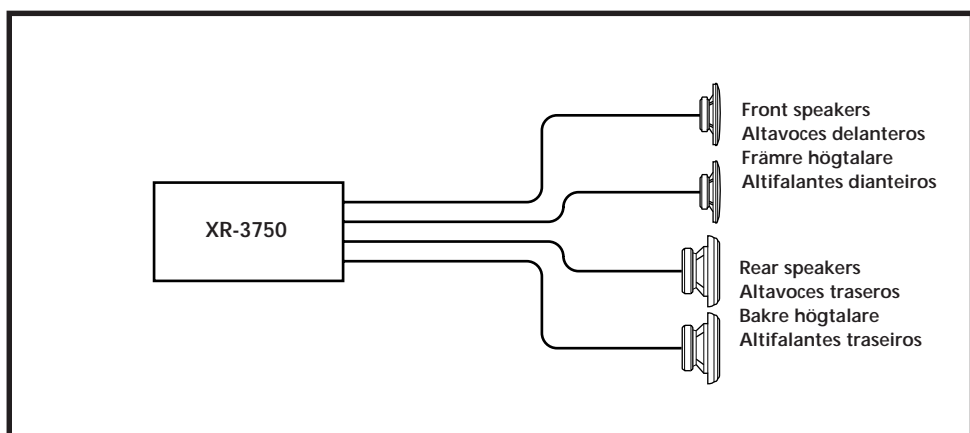 XR-3750
Front speakers
Altavoces delanteros
Främre högtalare
Altifalantes dianteiros
Rear speakers
Altavoces traseros
Bakre högtalare
Altifalantes traseiros